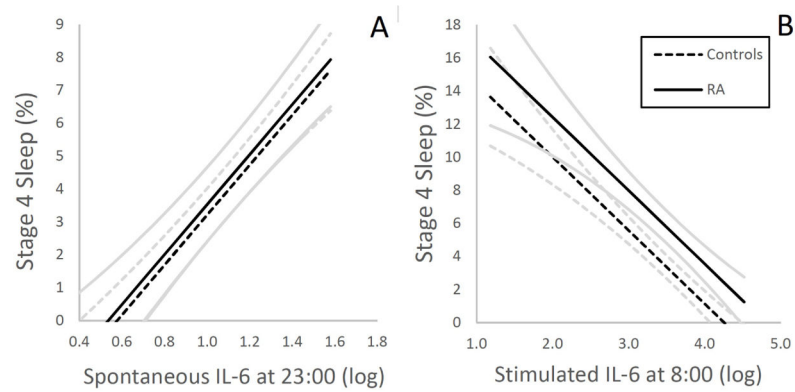 A
Stage 4 Sleep (%)
9
8
7
6
5
4
3
2
1
0
0.4 0.6 0.8 1.0 1.2 1.4 1.6 1.8
Spontaneous IL-6 at 23:00 (log)
B
Controls
RA
Stage 4 Sleep (%)
18
16
14
12
10
8
6
4
2
0
1.0 2.0 3.0 4.0 5.0
Stimulated IL-6 at 8:00 (log)